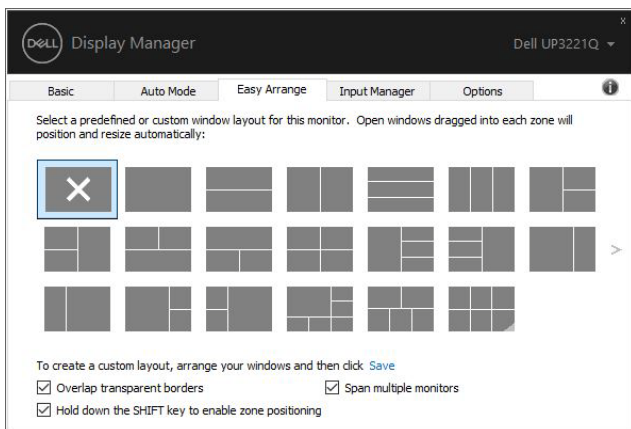 x
DELL Display Manager Dell UP3221Q
Basic Auto Mode Easy Arrange Input Manager Options
Select a predefined or custom window layout for this monitor. Open windows dragged into each zone will
position and resize automatically:
>
To create a custom layout, arrange your windows and then click Save
Overlap transparent borders Span multiple monitors
Hold down the SHIFT key to enable zone positioning